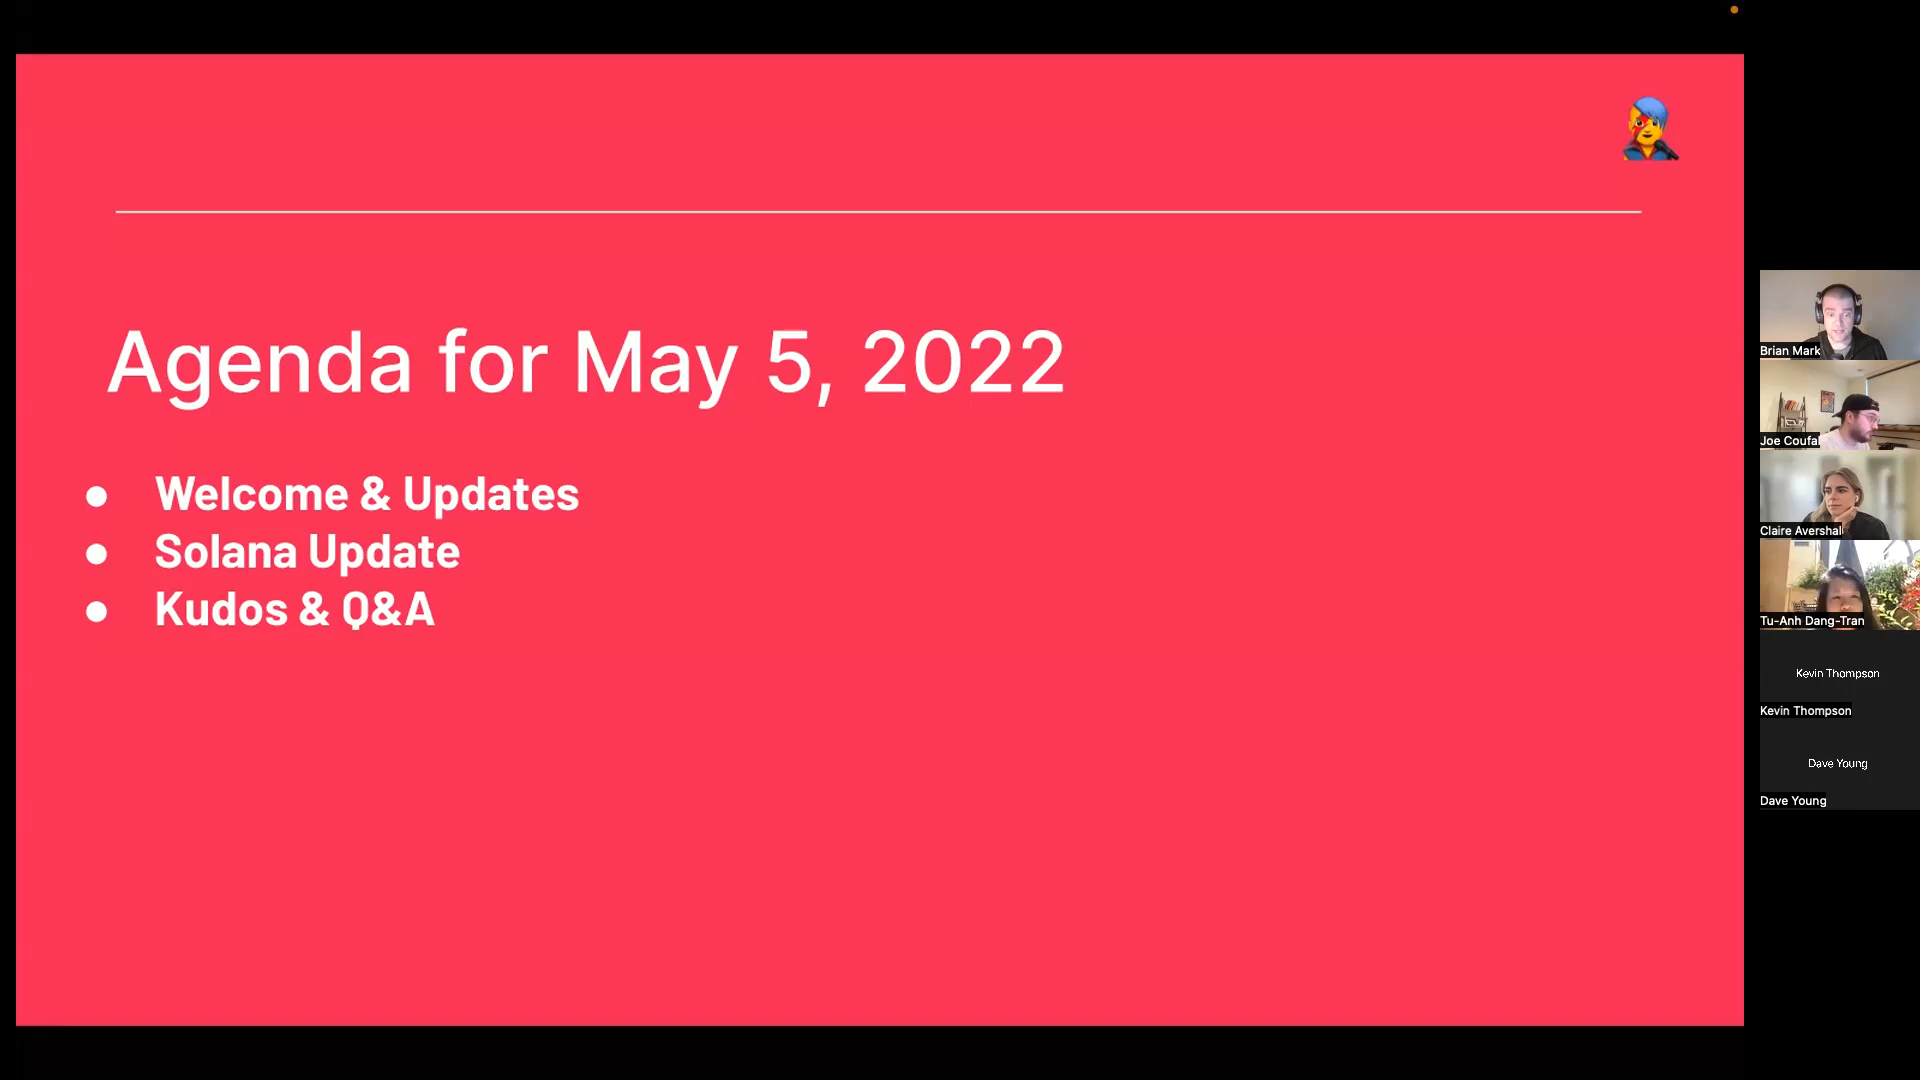 Agenda for May 5, 2022
● Welcome & Updates
● Solana Update
● Kudos & Q&A
Brian Mark
Joe Coufal
Claire Avershal
Tu-Anh Dang-Tran
Kevin Thompson
Kevin Thompson
Dave Young
Dave Young